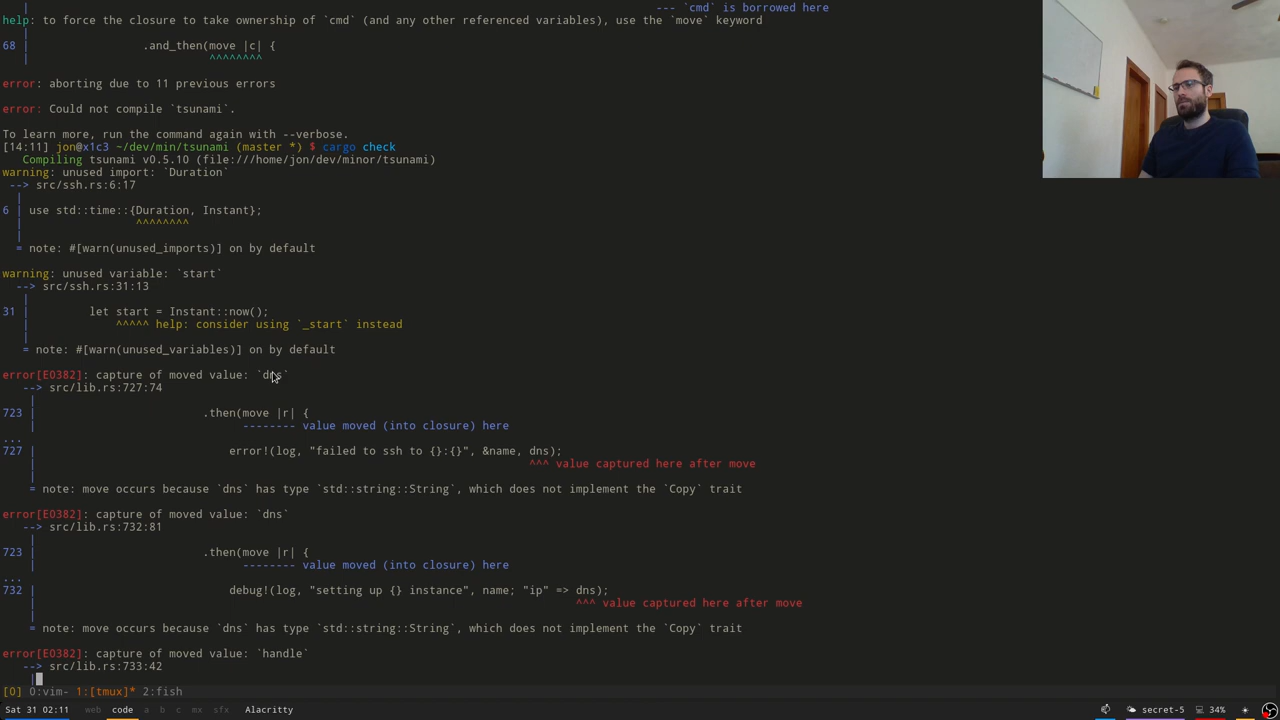 |                                                                                             --- `cmd` is borrowed here
help: to force the closure to take ownership of `cmd` (and any other referenced variables), use the `move` keyword
   |
68 |                 .and_then(move |c| {
   |                           ^^^^^^^^
error: aborting due to 11 previous errors
error: Could not compile `tsunami`.
To learn more, run the command again with --verbose.
[14:11] jon@x1c3 ~/dev/min/tsunami (master *) $ cargo check
   Compiling tsunami v0.5.10 (file:///home/jon/dev/minor/tsunami)
warning: unused import: `Duration`
 --> src/ssh.rs:6:17
  |
6 | use std::time::{Duration, Instant};
  |                 ^^^^^^^^
  |
  = note: #[warn(unused_imports)] on by default
warning: unused variable: `start`
  --> src/ssh.rs:31:13
   |
31 |         let start = Instant::now();
   |             ^^^^^ help: consider using `_start` instead
   |
   = note: #[warn(unused_variables)] on by default
error[E0382]: capture of moved value: `dns`
   --> src/lib.rs:727:74
    |
723 |                         .then(move |r| {
    |                               -------- value moved (into closure) here
...
727 |                             error!(log, "failed to ssh to {}:{}", &name, dns);
    |                                                                          ^^^ value captured here after move
    |
    = note: move occurs because `dns` has type `std::string::String`, which does not implement the `Copy` trait
error[E0382]: capture of moved value: `dns`
   --> src/lib.rs:732:81
    |
723 |                         .then(move |r| {
    |                               -------- value moved (into closure) here
...
732 |                             debug!(log, "setting up {} instance", name; "ip" => dns);
    |                                                                                 ^^^ value captured here after move
    |
    = note: move occurs because `dns` has type `std::string::String`, which does not implement the `Copy` trait
error[E0382]: capture of moved value: `handle`
   --> src/lib.rs:733:42
    |
[0] 0:vim- 1:[tmux]* 2:fish
Sat 31 02:11 web code a b c mx sfx Alacritty secret-5 34%